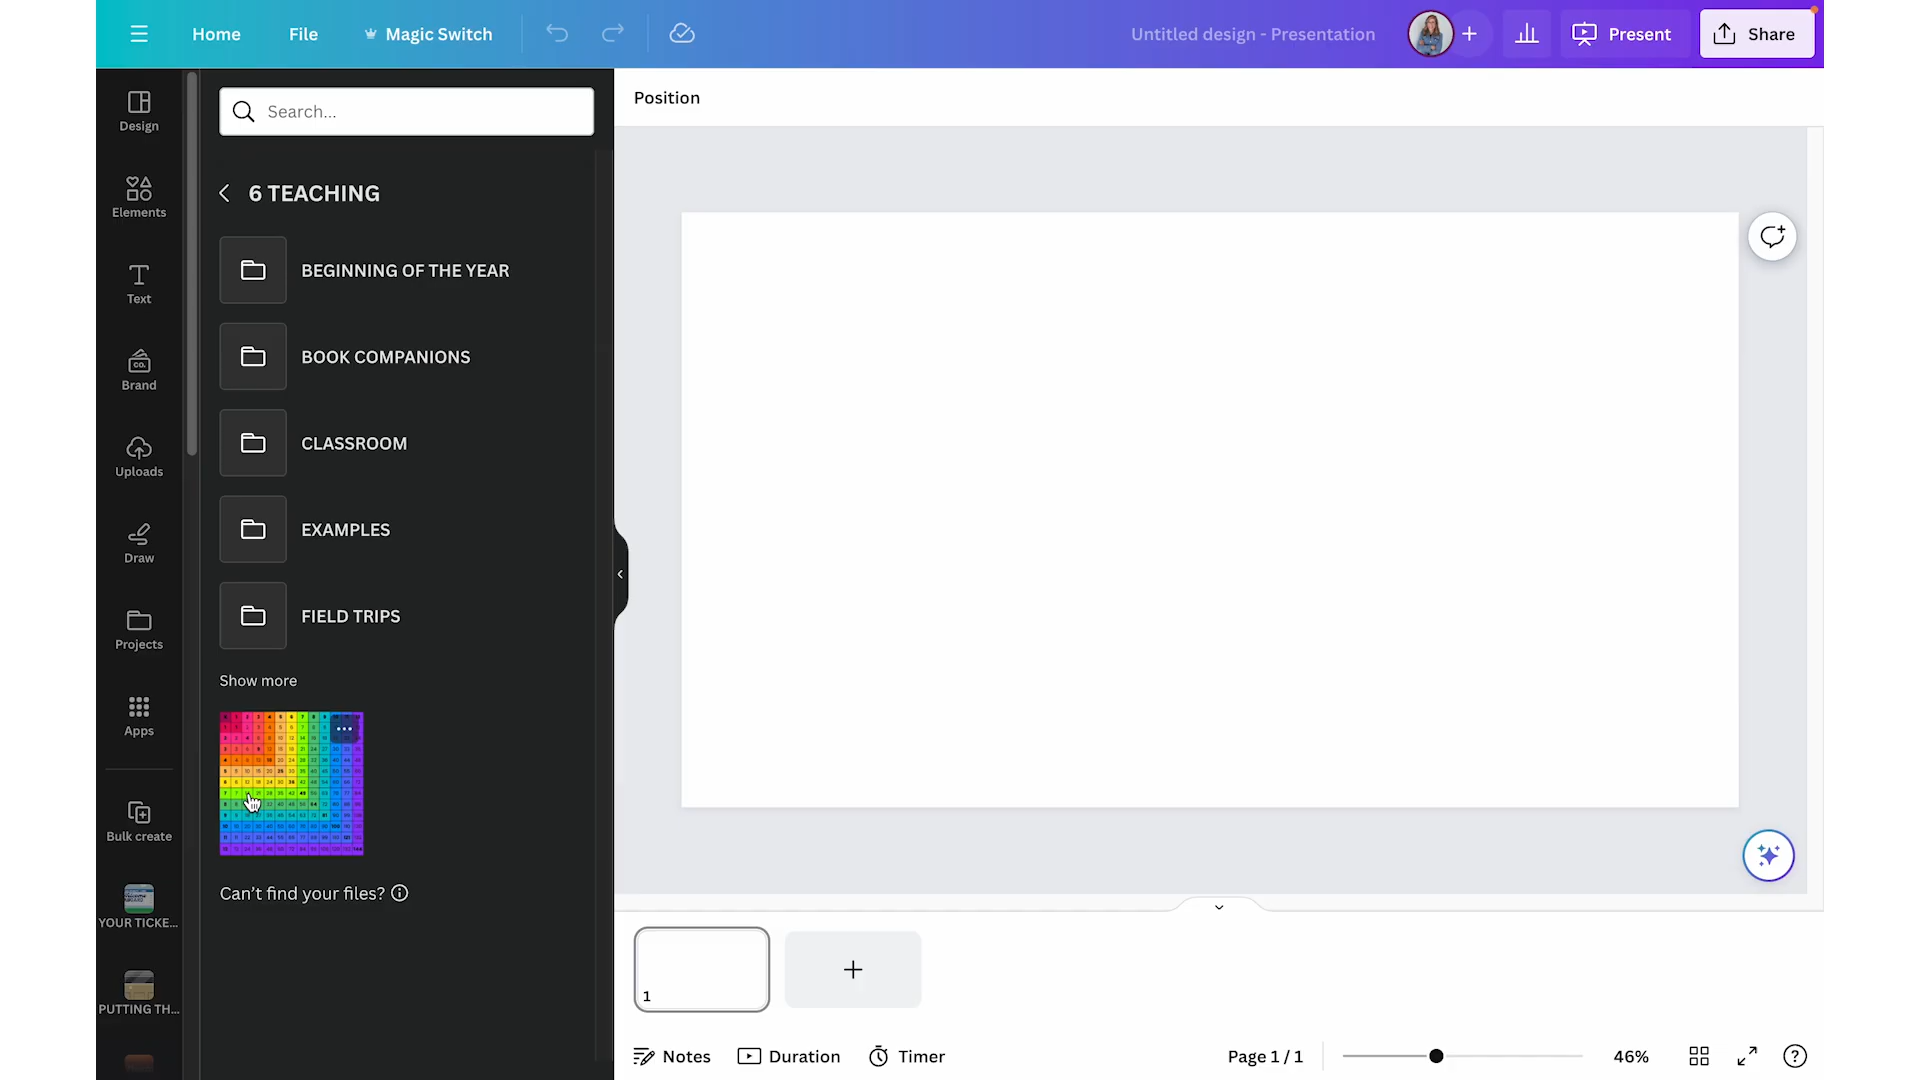 Home
File
Magic Switch
Untitled design - Presentation
Present
Share
Design
Elements
Text
Brand
CO.
Uploads
Draw
Projects
Apps
Bulk create
YOUR TICKE...
PUTTING TH...
Search...
6 TEACHING
BEGINNING OF THE YEAR
BOOK COMPANIONS
CLASSROOM
EXAMPLES
FIELD TRIPS
Show more
Can't find your files?
Position
1
Notes
Duration
Timer
Page 1 / 1
46%